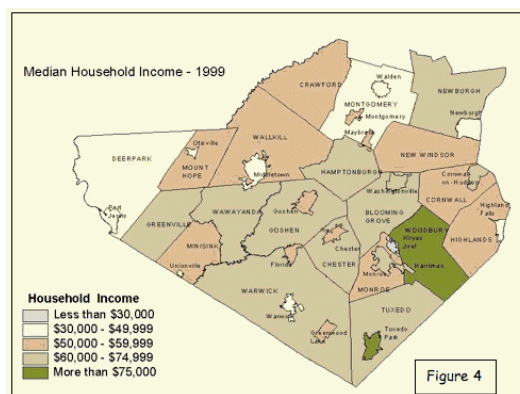 Median Household Income - 1999
CRAWFORD
Walden
MONTGOMERY
Montgomery
Maybrook
NEWBURGH
Newburgh
DEERPARK
Otisville
MOUNT
HOPE
WALLKILL
Middletown
HAMPTONBURGH
NEW WINDSOR
Washingtonville
Cornwall
on-Hudson
CORNWALL
Highland
Falls
HIGHLANDS
Port
Jervis
GREENVILLE
WAWAYANDA
Goshen
GOSHEN
BLOOMING
GROVE
WOODBURY
Kiryas
Joel
Harriman
MINISINK
Unionville
Florida
Chester
CHESTER
Monroe
MONROE
WARWICK
Warwick
Greenwood
Lake
TUXEDO
Tuxedo
Park
Household Income
Less than $30,000
$30,000 - $49,999
$50,000 - $59,999
$60,000 - $74,999
More than $75,000
Figure 4